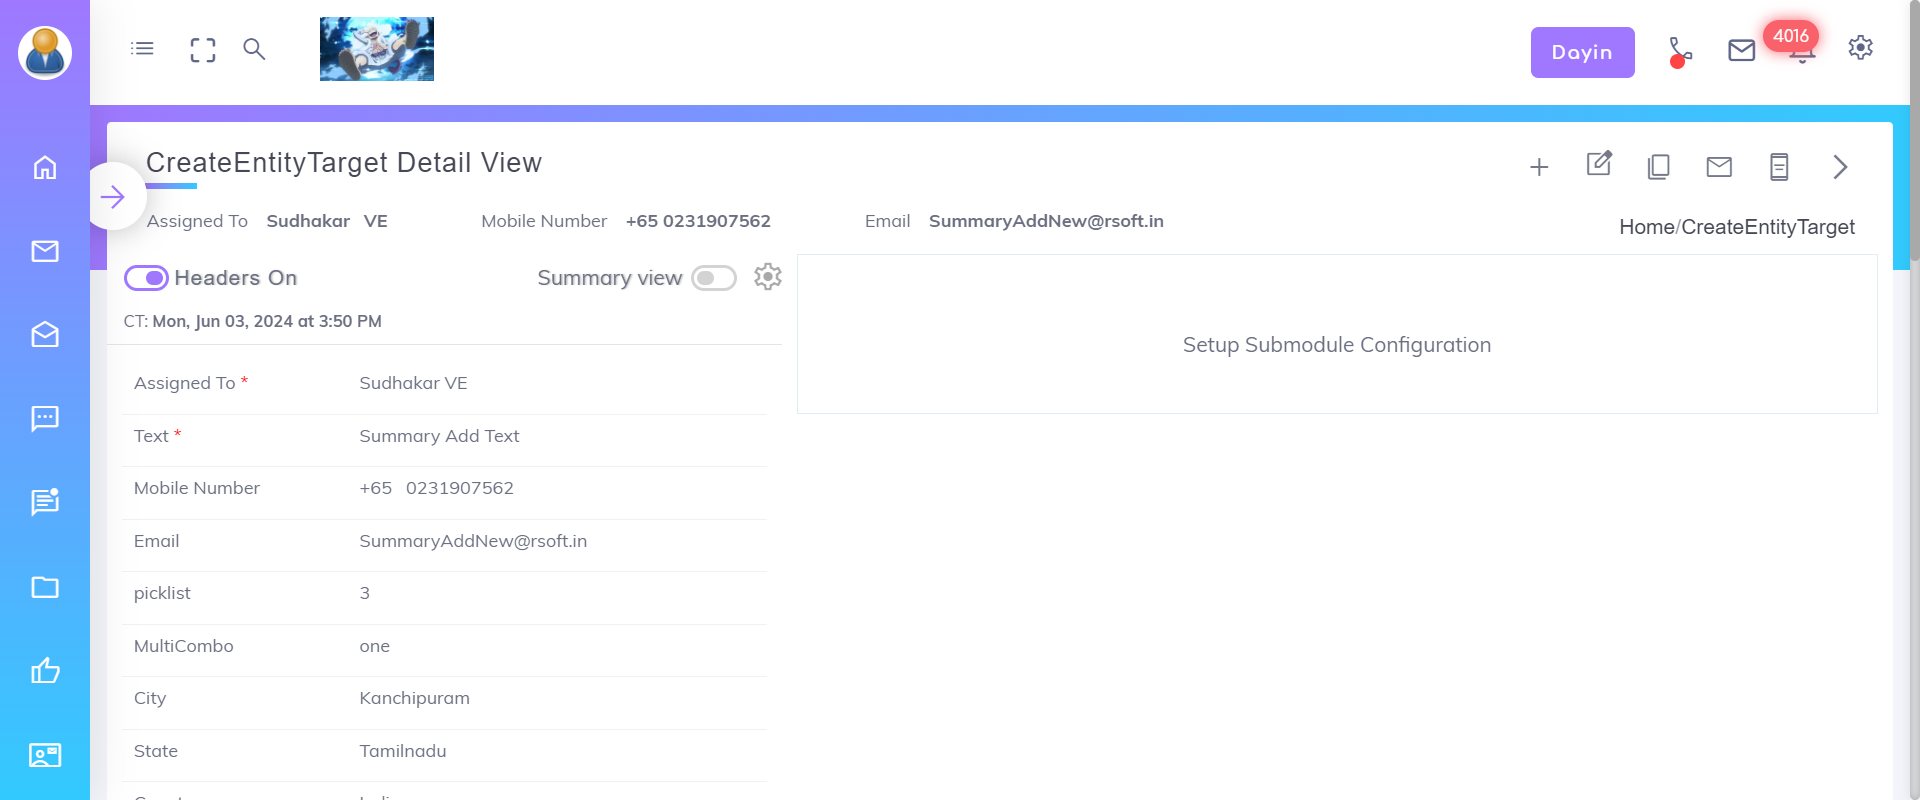 Dayin
4016
CreateEntityTarget Detail View
Assigned To Sudhakar VE Mobile Number +65 0231907562 Email SummaryAddNew@rsoft.in
Home/CreateEntityTarget
Headers On Summary view
CT: Mon, Jun 03, 2024 at 3:50 PM
Setup Submodule Configuration
Assigned To * Sudhakar VE
Text * Summary Add Text
Mobile Number +65 0231907562
Email SummaryAddNew@rsoft.in
picklist 3
MultiCombo one
City Kanchipuram
State Tamilnadu